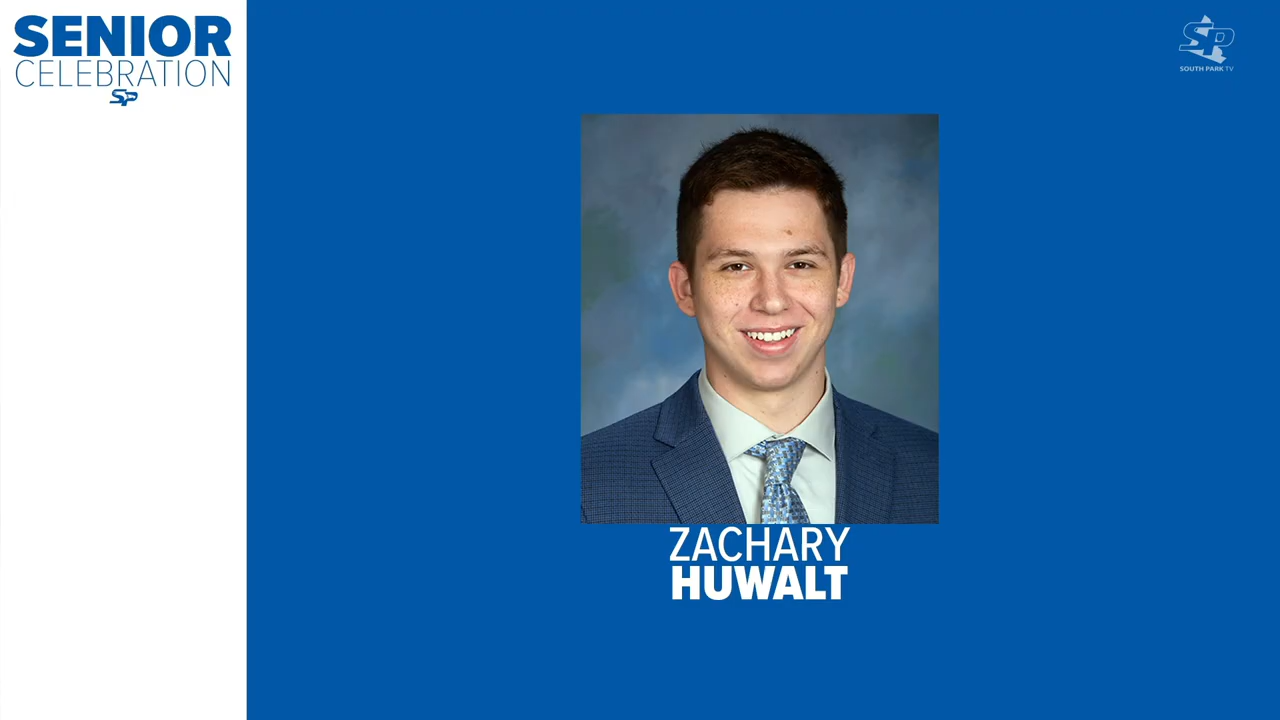 SENIOR
CELEBRATION
SP
SP
SOUTH PARK TV
ZACHARY
HUWALT